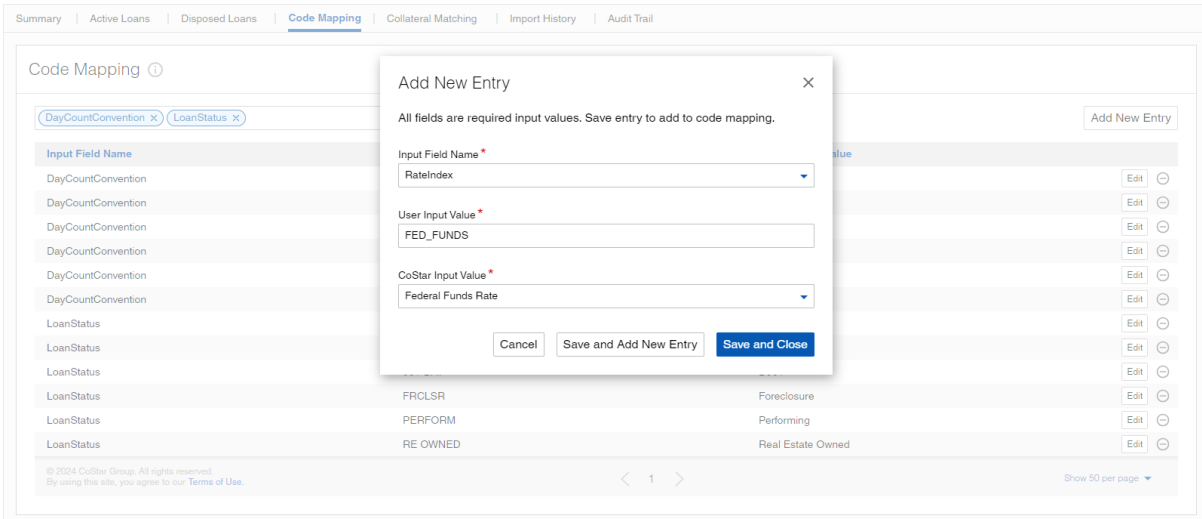 Summary | Active Loans | Disposed Loans | Code Mapping | Collateral Matching | Import History | Audit Trail
Code Mapping
DayCountConvention × LoanStatus ×
Add New Entry
Input Field Name
DayCountConvention Edit
DayCountConvention Edit
DayCountConvention Edit
DayCountConvention Edit
DayCountConvention Edit
DayCountConvention Edit
LoanStatus Edit
LoanStatus Edit
LoanStatus Edit
LoanStatus FRCLSR Foreclosure Edit
LoanStatus PERFORM Performing Edit
LoanStatus RE OWNED Real Estate Owned Edit
© 2024 CoStar Group. All rights reserved.
By using this site, you agree to our Terms of Use.
1
Show 50 per page
Add New Entry
All fields are required input values. Save entry to add to code mapping.
Input Field Name*
RateIndex
User Input Value*
FED_FUNDS
CoStar Input Value*
Federal Funds Rate
Cancel
Save and Add New Entry
Save and Close